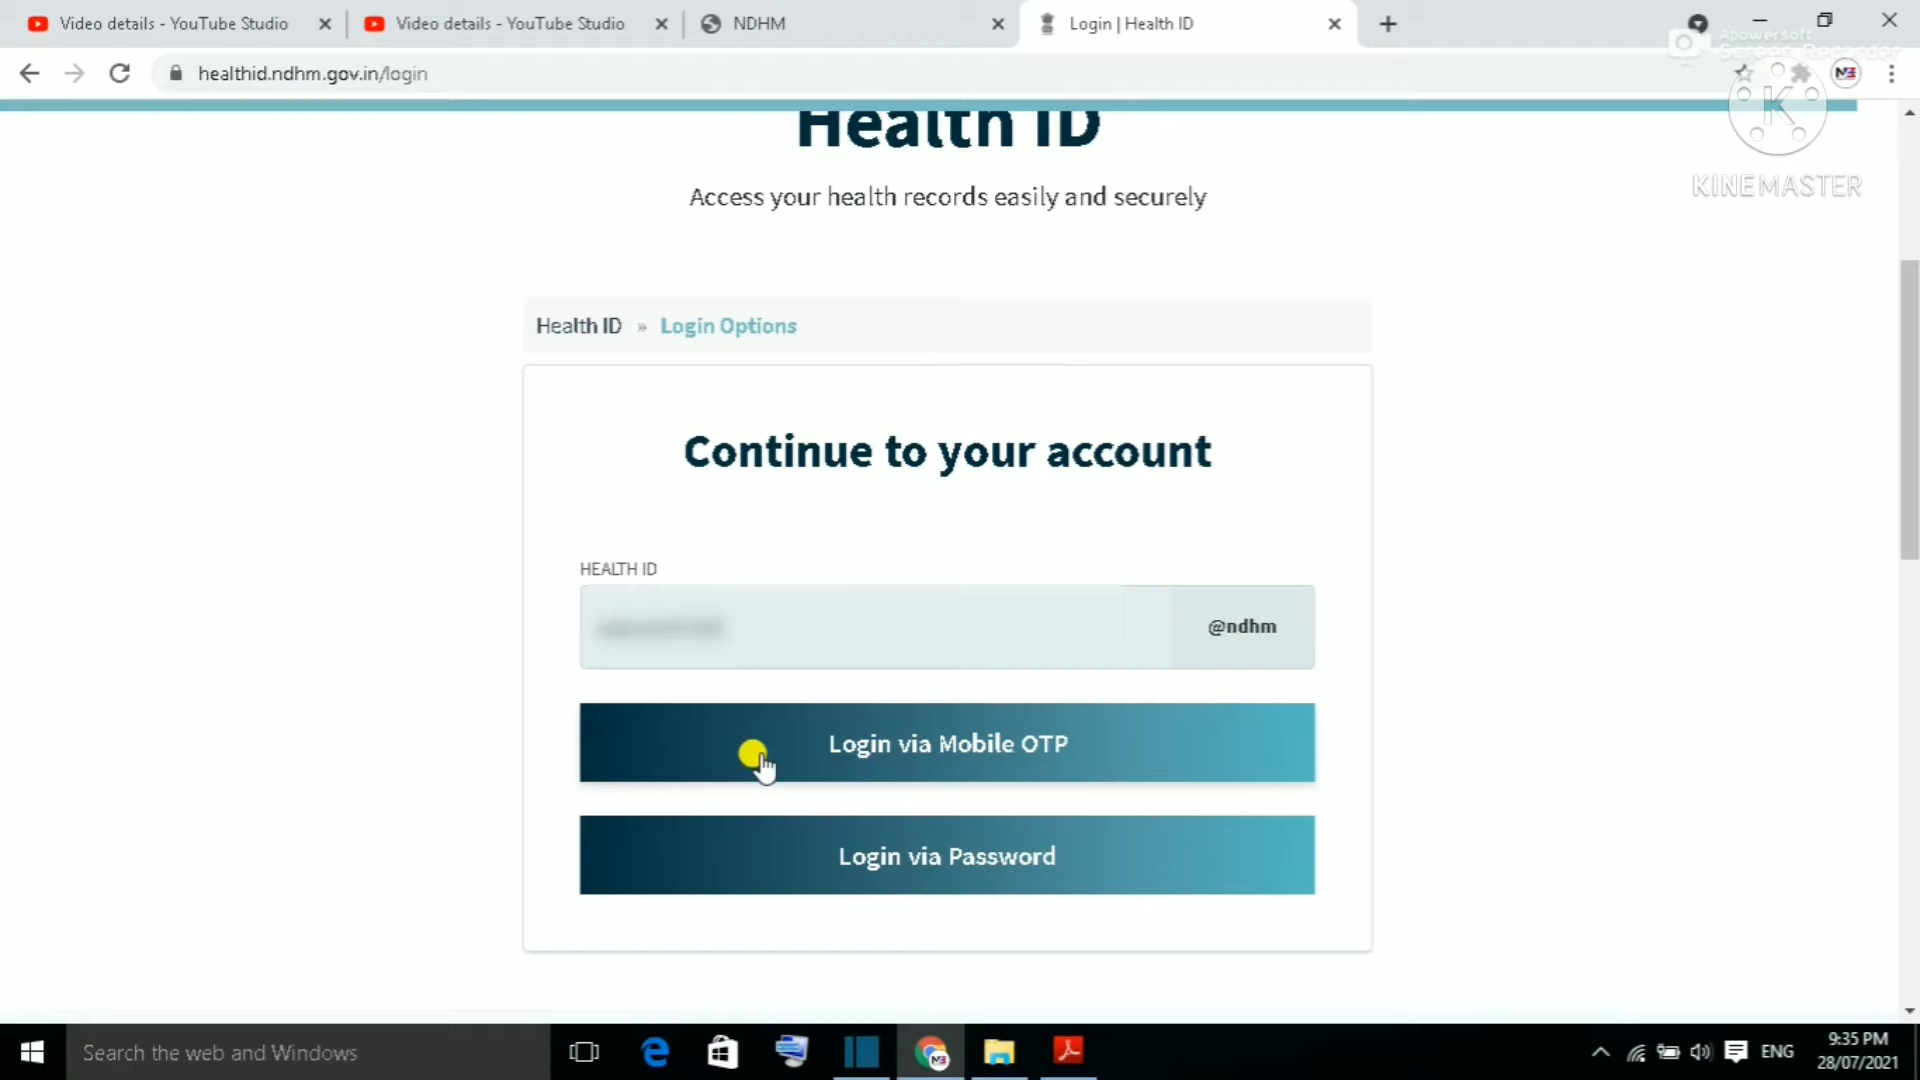 Video details - YouTube Studio
Video details - YouTube Studio
NDHM
Login | Health ID
Apowersoft
Screen Recorder
healthid.ndhm.gov.in/login
K
KINEMASTER
Health ID
Access your health records easily and securely
Health ID » Login Options
Continue to your account
HEALTH ID
@ndhm
Login via Mobile OTP
Login via Password
Search the web and Windows
ENG
9:35 PM
28/07/2021